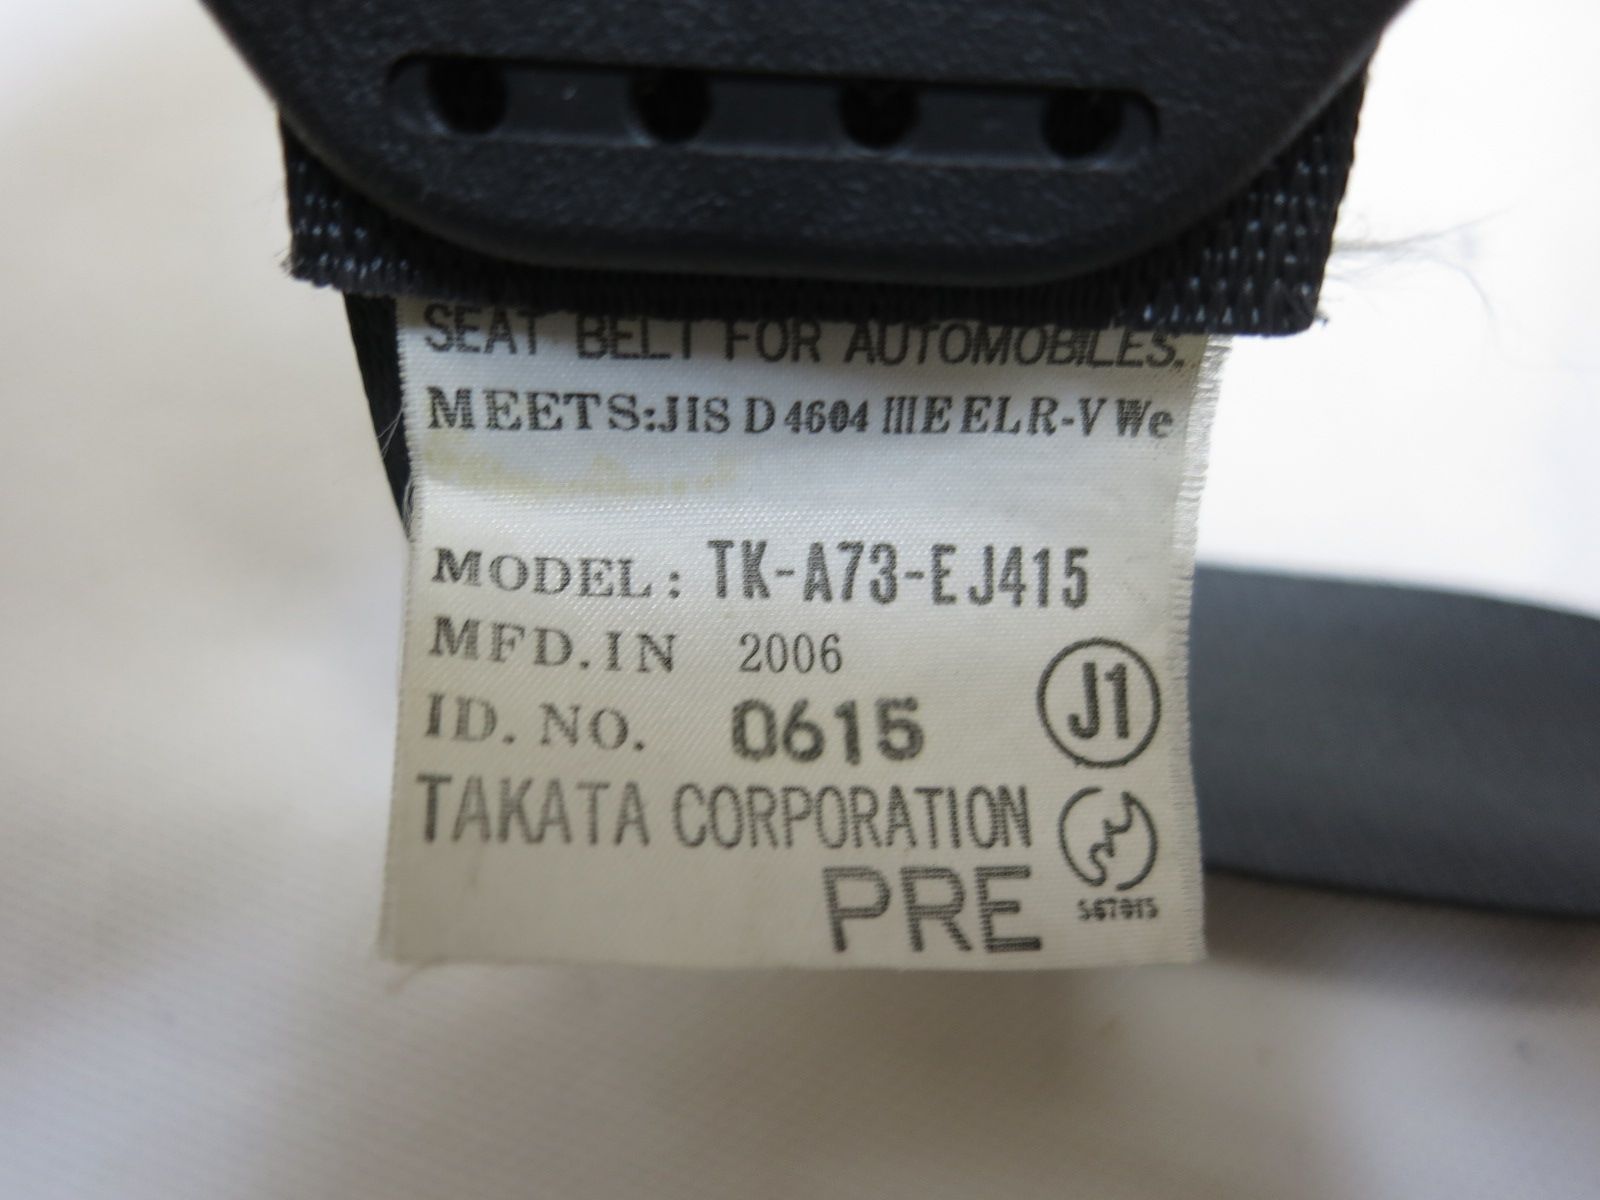 SEAT BELT FOR AUTOMOBILES.
MEETS:JIS D 4604 IIIE ELR-V We
MODEL: TK-A73-EJ415
MFD.IN 2006
ID. NO. 0615
J1
TAKATA CORPORATION
PRE